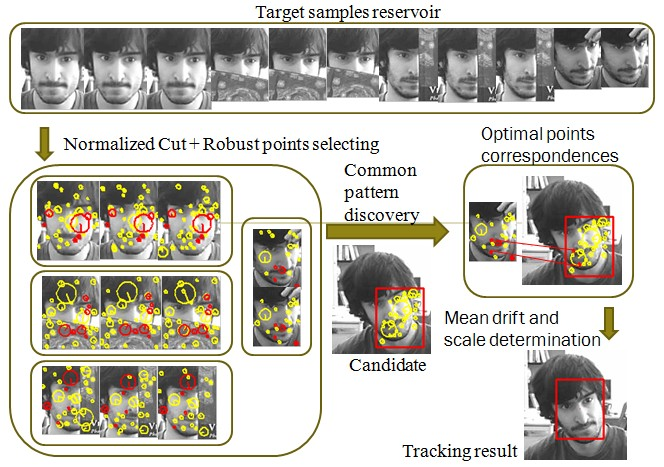 Target samples reservoir
Normalized Cut + Robust points selecting
Optimal points
correspondences
Common
pattern
discovery
Mean drift and
scale determination
Candidate
Tracking result